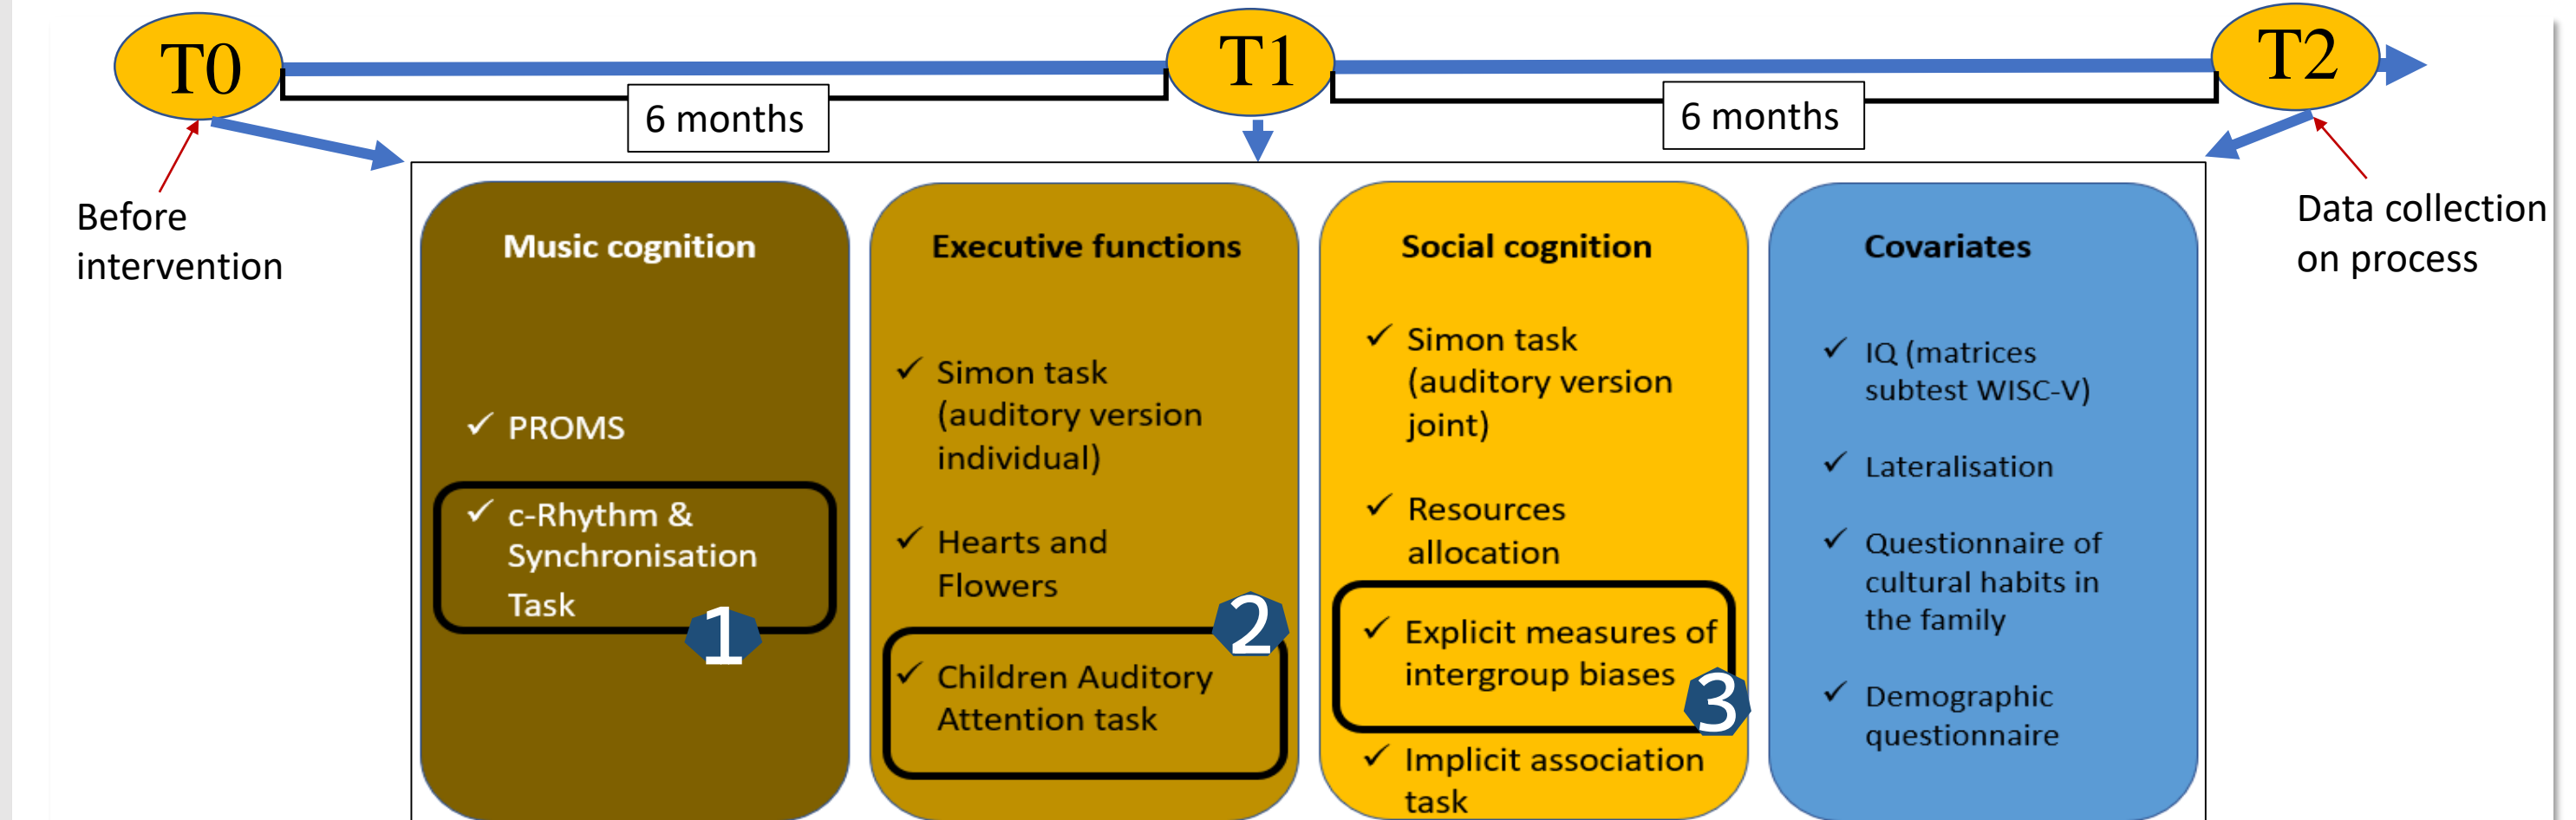 T0
T1
T2
6 months
6 months
Before
intervention
Data collection
on process
Music cognition
✓ PROMS
✓ c-Rhythm &
Synchronisation
Task
1
Executive functions
✓ Simon task
(auditory version
individual)
✓ Hearts and
Flowers
2
✓ Children Auditory
Attention task
Social cognition
✓ Simon task
(auditory version
joint)
✓ Resources
allocation
✓ Explicit measures of
intergroup biases
3
✓ Implicit association
task
Covariates
✓ IQ (matrices
subtest WISC-V)
✓ Lateralisation
✓ Questionnaire of
cultural habits in
the family
✓ Demographic
questionnaire